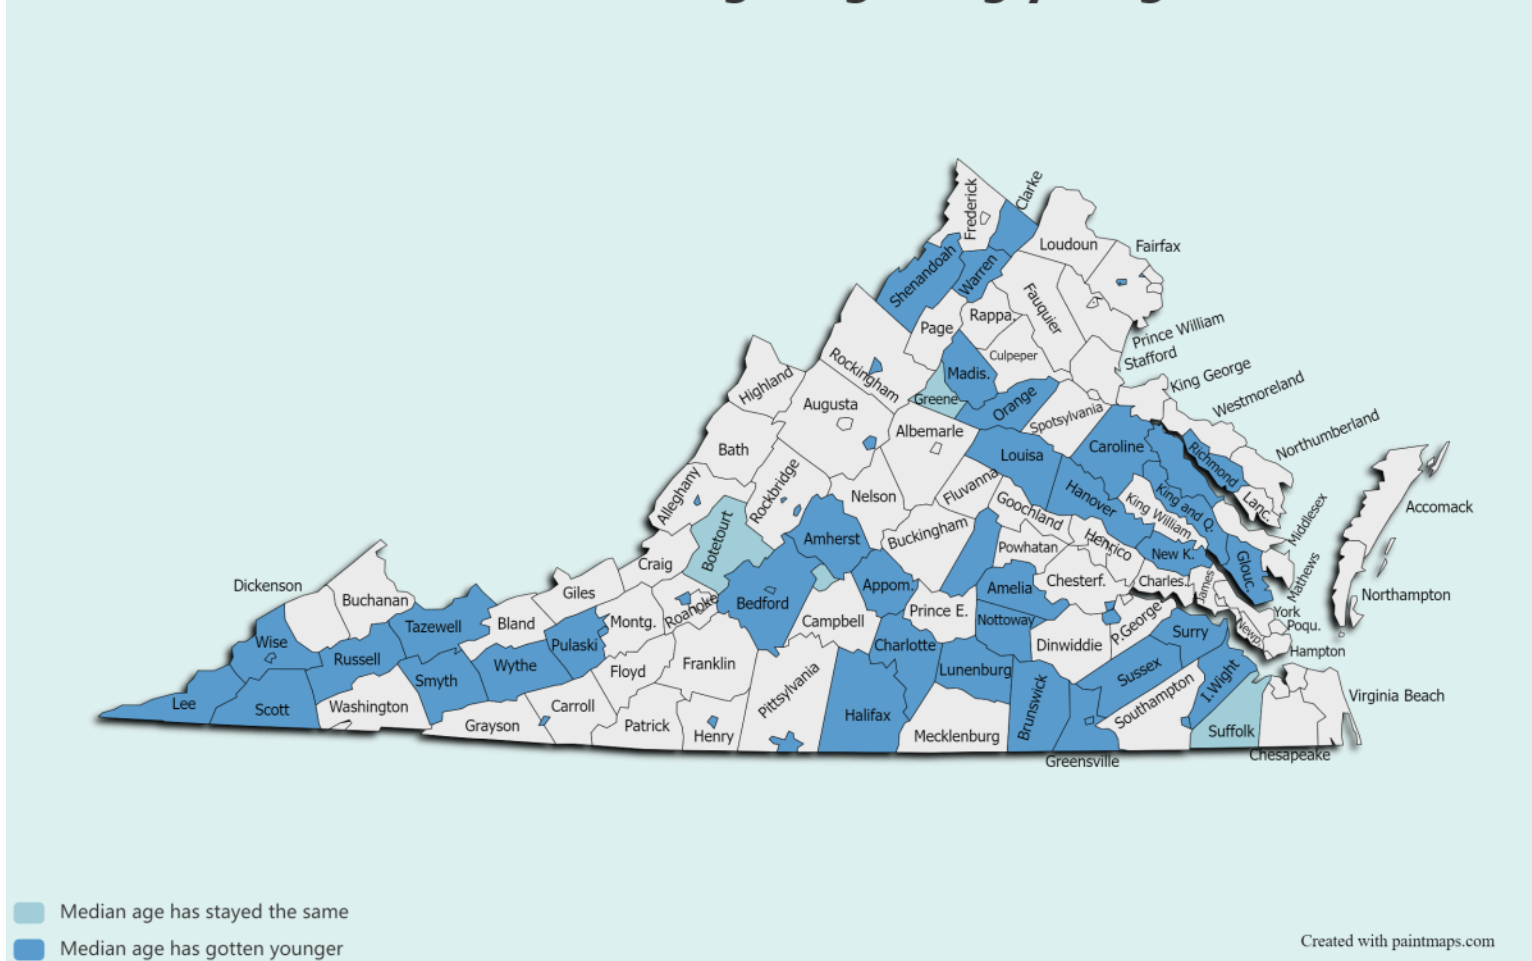 Frederick
Clarke
Loudoun
Fairfax
Shenandoah
Warren
Fauquier
Rappa.
Page
Prince William
Culpeper
Stafford
Rockingham
Madis.
King George
Highland
Westmoreland
Greene
Orange
Augusta
Spotsylvania
Northumberland
Albemarle
Caroline
Bath
Louisa
Richmond
Rockbridge
Alleghany
Nelson
Fluvanna
Hanover
King and Q.
Lanc.
Accomack
Goochland
King William
Middlesex
Buckingham
Amherst
Botetourt
Henrico
Powhatan
New K.
Craig
Glouc.
Mathews
Dickenson
Giles
Buchanan
Appom.
Amelia
Chesterf.
Charles.
James
Northampton
Bedford
Roanoke
Prince E.
P.George
York
Bland
Montg.
Campbell
Nottoway
Poqu.
Tazewell
Newp.
Surry
Wise
Pulaski
Charlotte
Dinwiddie
Hampton
Russell
Wythe
Floyd
Franklin
Lunenburg
Sussex
Smyth
I.Wight
Pittsylvania
Southampton
Virginia Beach
Lee
Scott
Washington
Carroll
Halifax
Brunswick
Grayson
Patrick
Henry
Mecklenburg
Suffolk
Greensville
Chesapeake
Median age has stayed the same
Median age has gotten younger
Created with paintmaps.com